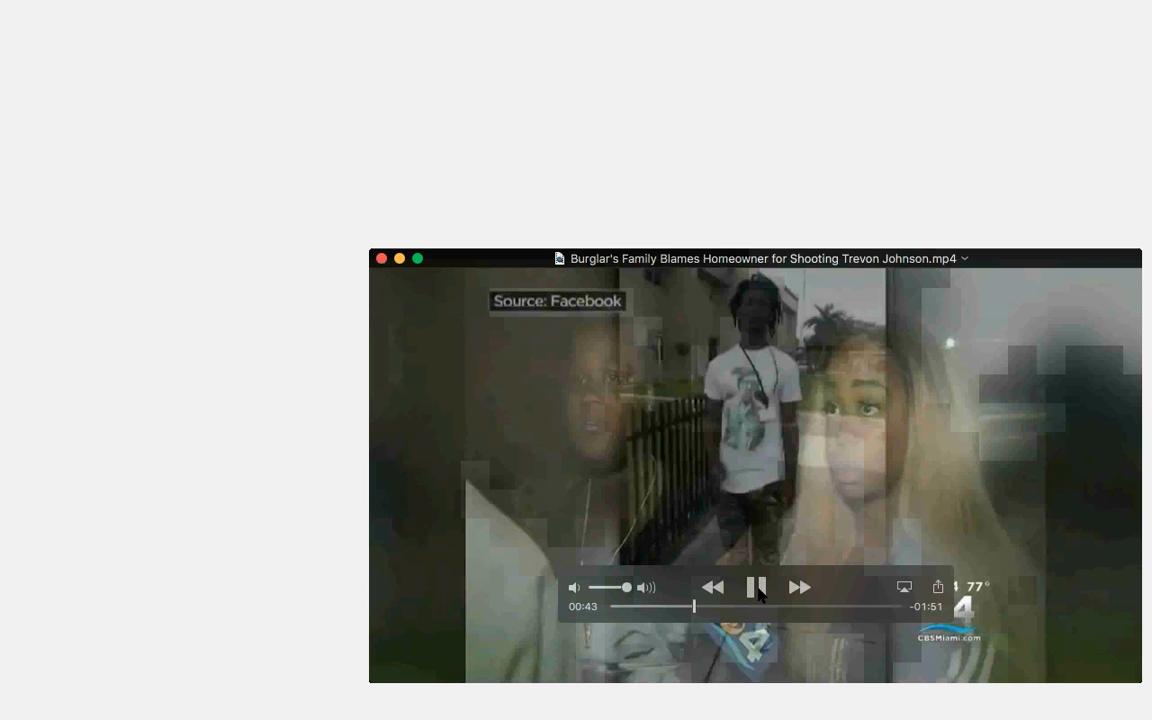 Burglar's Family Blames Homeowner for Shooting Trevon Johnson.mp4
Source: Facebook
77°
4
00:43
-01:51
CBSMiami.com
4